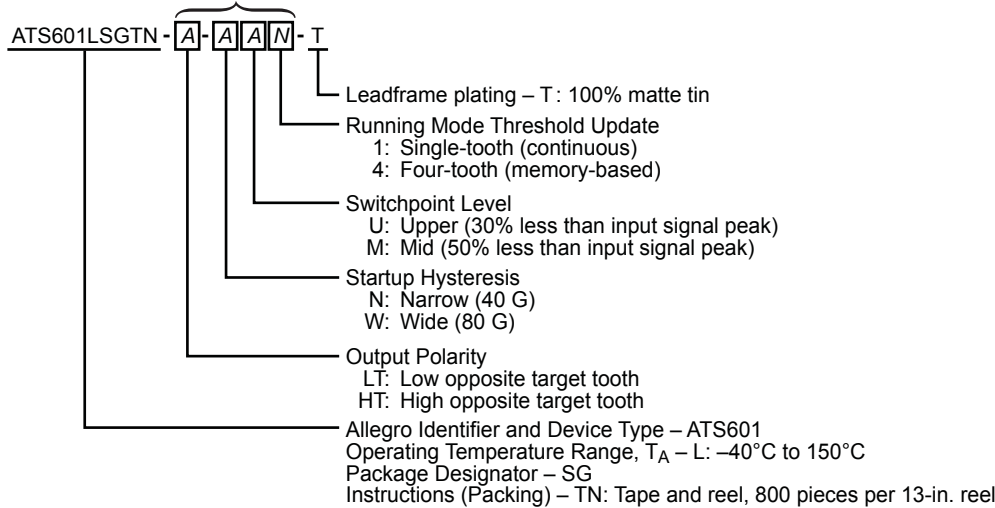 ATS601LSGTN - A - A A N - T
Leadframe plating – T : 100% matte tin
Running Mode Threshold Update
1: Single-tooth (continuous)
4: Four-tooth (memory-based)
Switchpoint Level
U: Upper (30% less than input signal peak)
M: Mid (50% less than input signal peak)
Startup Hysteresis
N: Narrow (40 G)
W: Wide (80 G)
Output Polarity
LT: Low opposite target tooth
HT: High opposite target tooth
Allegro Identifier and Device Type – ATS601
Operating Temperature Range, TA – L: –40°C to 150°C
Package Designator – SG
Instructions (Packing) – TN: Tape and reel, 800 pieces per 13-in. reel